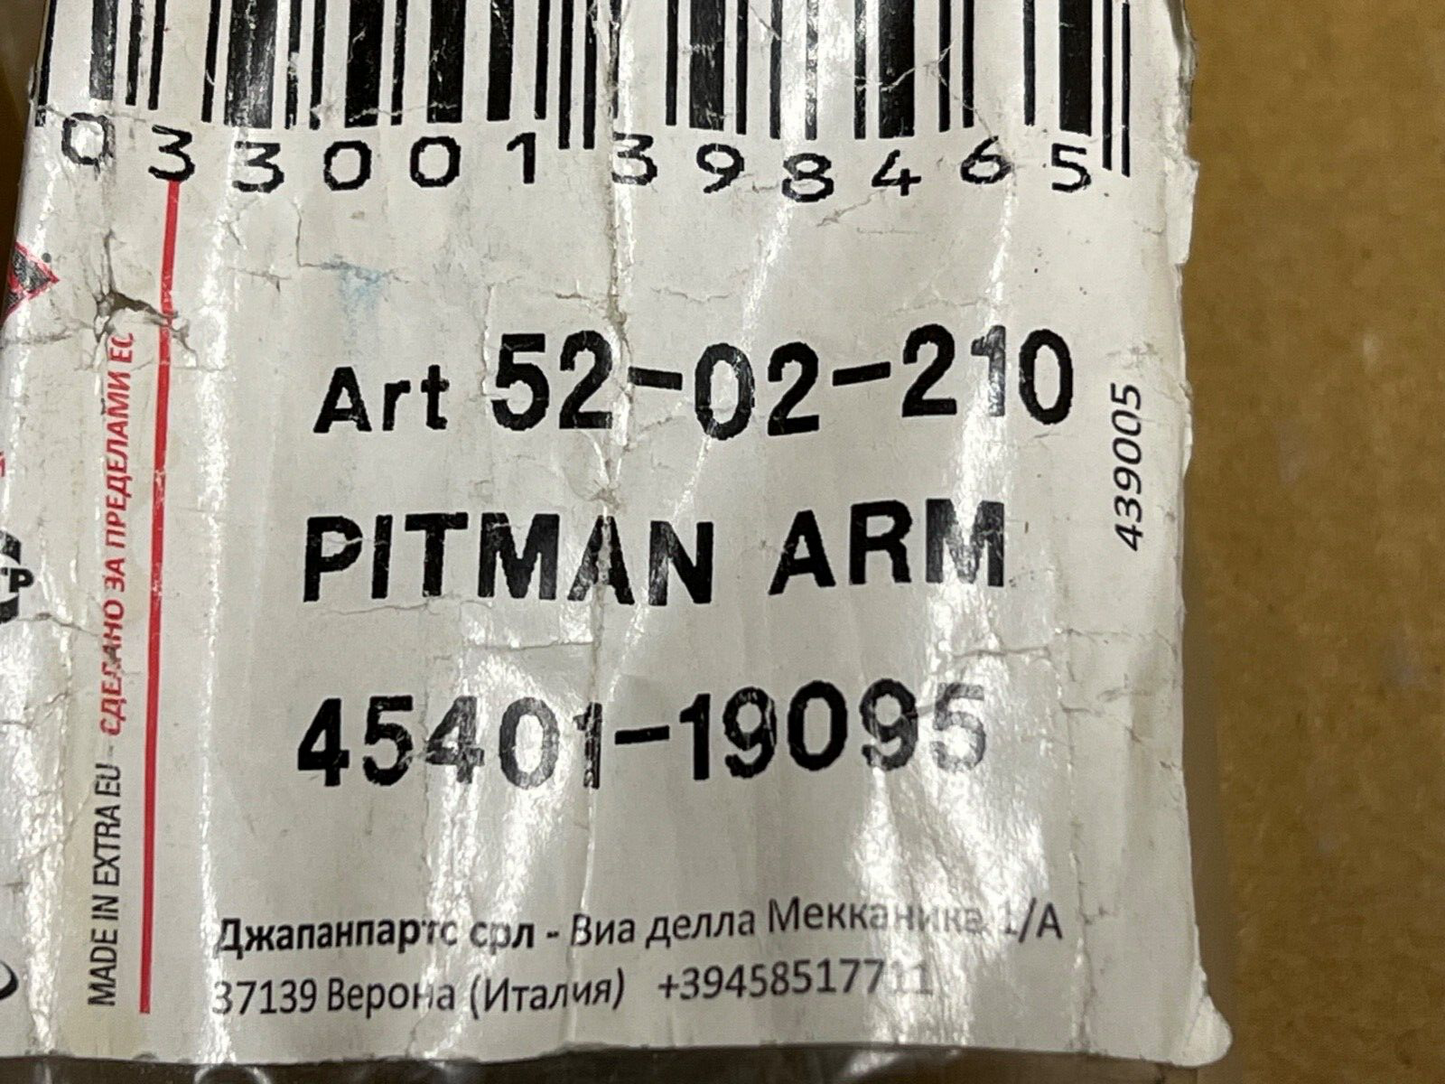 033001398465
Art 52-02-210
PITMAN ARM
45401-19095
439005
MADE IN EXTRA EU - СДЕЛАНО ЗА ПРЕДЕЛАМИ ЕС
Джапанпартс срл - Виа делла Мекканика 1/А
37139 Верона (Италия) +39458517711